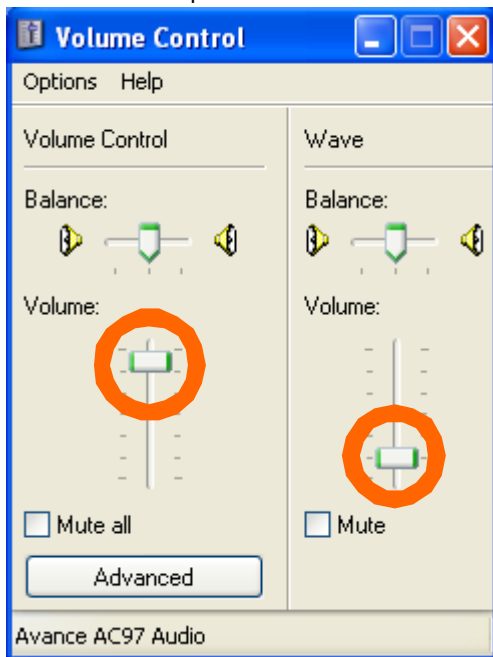 Volume Control
Options Help
Volume Control
Balance:
Volume:
Mute all
Advanced
Wave
Balance:
Volume:
Mute
Avance AC97 Audio